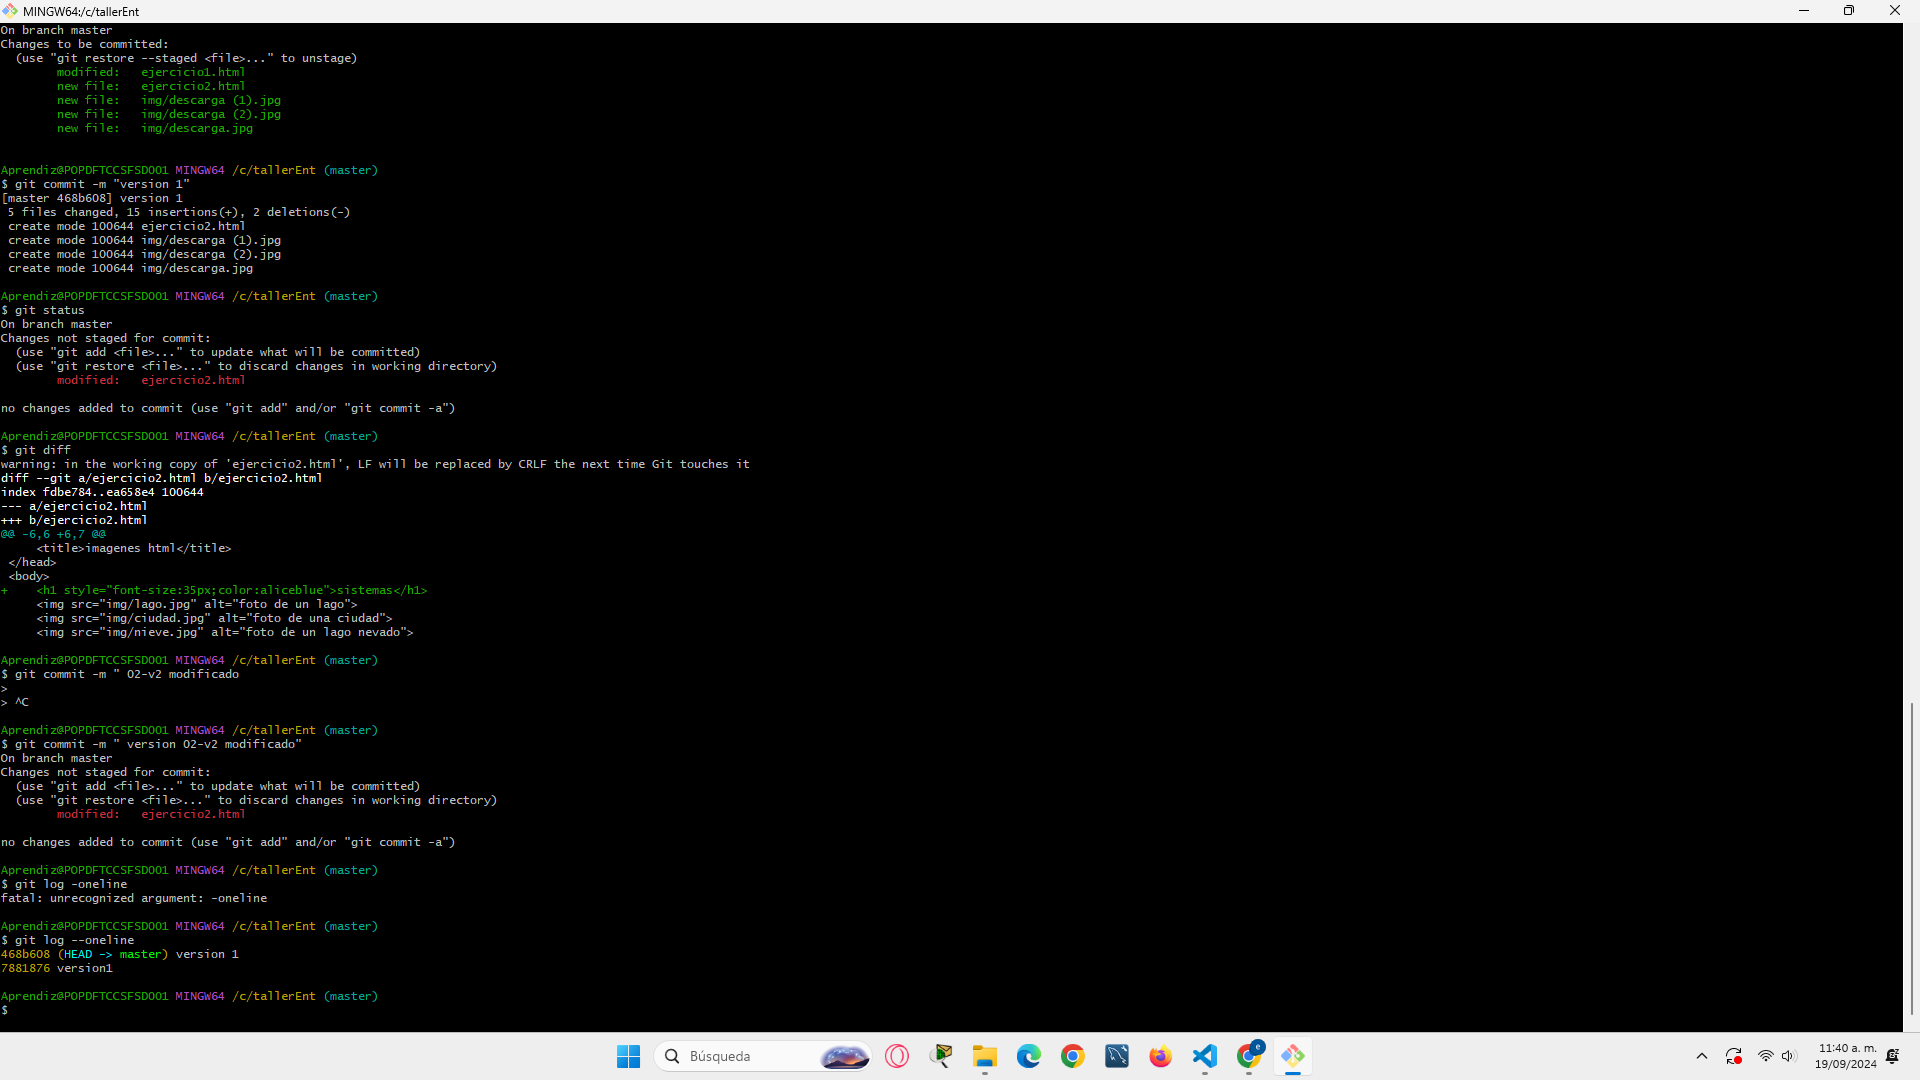 MINGW64:/c/tallerEnt
On branch master
Changes to be committed:
  (use "git restore --staged <file>..." to unstage)
        modified:   ejercicio1.html
        new file:   ejercicio2.html
        new file:   img/descarga (1).jpg
        new file:   img/descarga (2).jpg
        new file:   img/descarga.jpg
Aprendiz@POPDFTCCSFSD001 MINGW64 /c/tallerEnt (master)
$ git commit -m "version 1"
[master 468b608] version 1
 5 files changed, 15 insertions(+), 2 deletions(-)
 create mode 100644 ejercicio2.html
 create mode 100644 img/descarga (1).jpg
 create mode 100644 img/descarga (2).jpg
 create mode 100644 img/descarga.jpg
Aprendiz@POPDFTCCSFSD001 MINGW64 /c/tallerEnt (master)
$ git status
On branch master
Changes not staged for commit:
  (use "git add <file>..." to update what will be committed)
  (use "git restore <file>..." to discard changes in working directory)
        modified:   ejercicio2.html
no changes added to commit (use "git add" and/or "git commit -a")
Aprendiz@POPDFTCCSFSD001 MINGW64 /c/tallerEnt (master)
$ git diff
warning: in the working copy of 'ejercicio2.html', LF will be replaced by CRLF the next time Git touches it
diff --git a/ejercicio2.html b/ejercicio2.html
index fdbe784..ea658e4 100644
--- a/ejercicio2.html
+++ b/ejercicio2.html
@@ -6,6 +6,7 @@
     <title>imagenes html</title>
 </head>
 <body>
+    <h1 style="font-size:35px;color:aliceblue">sistemas</h1>
     <img src="img/lago.jpg" alt="foto de un lago">
     <img src="img/ciudad.jpg" alt="foto de una ciudad">
     <img src="img/nieve.jpg" alt="foto de un lago nevado">
Aprendiz@POPDFTCCSFSD001 MINGW64 /c/tallerEnt (master)
$ git commit -m " O2-v2 modificado
>
> ^C
Aprendiz@POPDFTCCSFSD001 MINGW64 /c/tallerEnt (master)
$ git commit -m " version O2-v2 modificado"
On branch master
Changes not staged for commit:
  (use "git add <file>..." to update what will be committed)
  (use "git restore <file>..." to discard changes in working directory)
        modified:   ejercicio2.html
no changes added to commit (use "git add" and/or "git commit -a")
Aprendiz@POPDFTCCSFSD001 MINGW64 /c/tallerEnt (master)
$ git log -oneline
fatal: unrecognized argument: -oneline
Aprendiz@POPDFTCCSFSD001 MINGW64 /c/tallerEnt (master)
$ git log --oneline
468b608 (HEAD -> master) version 1
7881876 version1
Aprendiz@POPDFTCCSFSD001 MINGW64 /c/tallerEnt (master)
$
Búsqueda
11:40 a. m.
19/09/2024